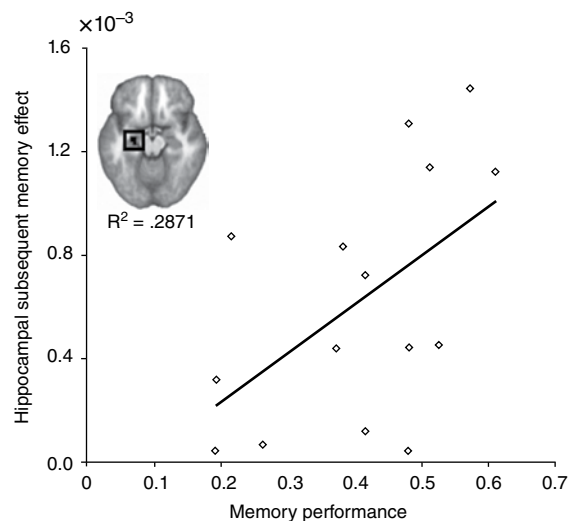 ×10⁻³
1.6
1.2
0.8
0.4
0.0
Hippocampal subsequent memory effect
R² = .2871
0 0.1 0.2 0.3 0.4 0.5 0.6 0.7
Memory performance